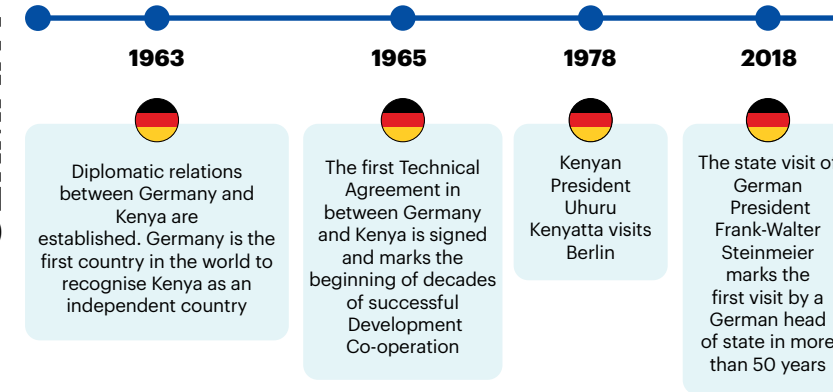 1963
Diplomatic relations
between Germany and
Kenya are
established. Germany is the
first country in the world to
recognise Kenya as an
independent country
1965
The first Technical
Agreement in
between Germany
and Kenya is signed
and marks the
beginning of decades
of successful
Development
Co-operation
1978
Kenyan
President
Uhuru
Kenyatta visits
Berlin
2018
The state visit of
German
President
Frank-Walter
Steinmeier
marks the
first visit by a
German head
of state in more
than 50 years